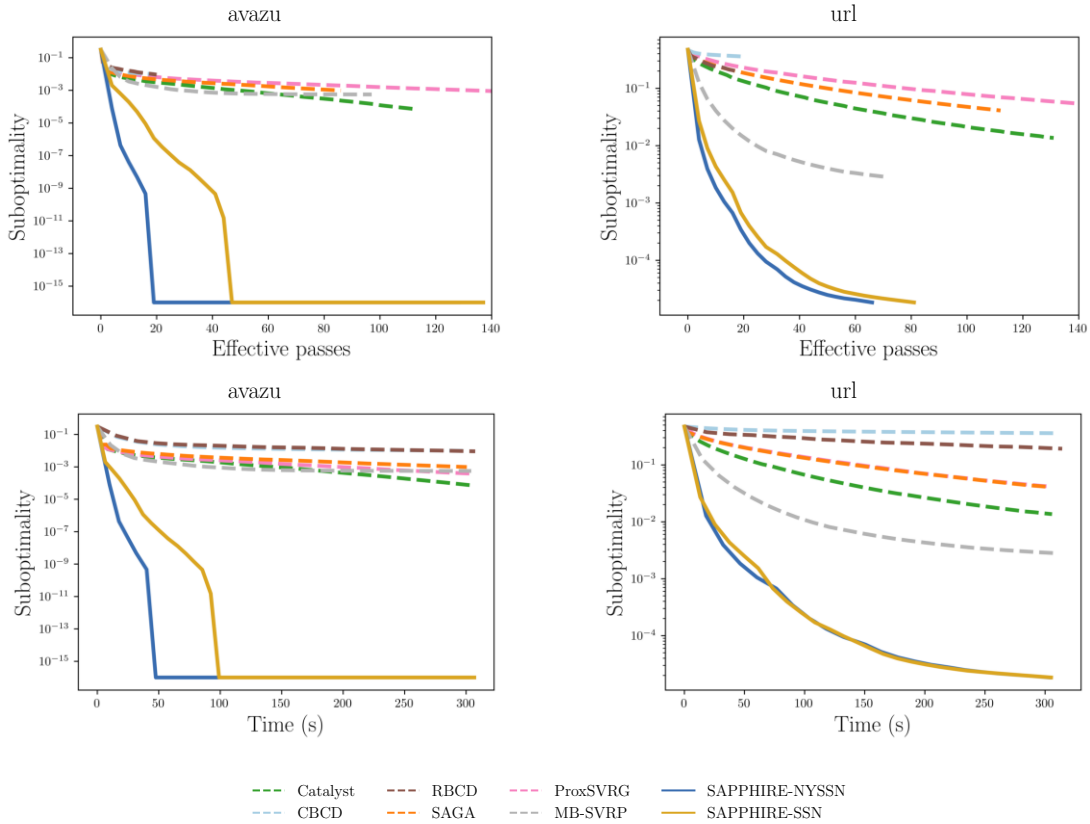 avazu
10⁻¹
10⁻³
10⁻⁵
10⁻⁷
10⁻⁹
10⁻¹¹
10⁻¹³
10⁻¹⁵
Suboptimality
0 20 40 60 80 100 120 140
Effective passes
url
10⁻¹
10⁻²
10⁻³
10⁻⁴
Suboptimality
0 20 40 60 80 100 120 140
Effective passes
avazu
10⁻¹
10⁻³
10⁻⁵
10⁻⁷
10⁻⁹
10⁻¹¹
10⁻¹³
10⁻¹⁵
Suboptimality
0 50 100 150 200 250 300
Time (s)
url
10⁻¹
10⁻²
10⁻³
10⁻⁴
Suboptimality
0 50 100 150 200 250 300
Time (s)
Catalyst RBCD ProxSVRG SAPPHIRE-NYSSN
CBCD SAGA MB-SVRP SAPPHIRE-SSN